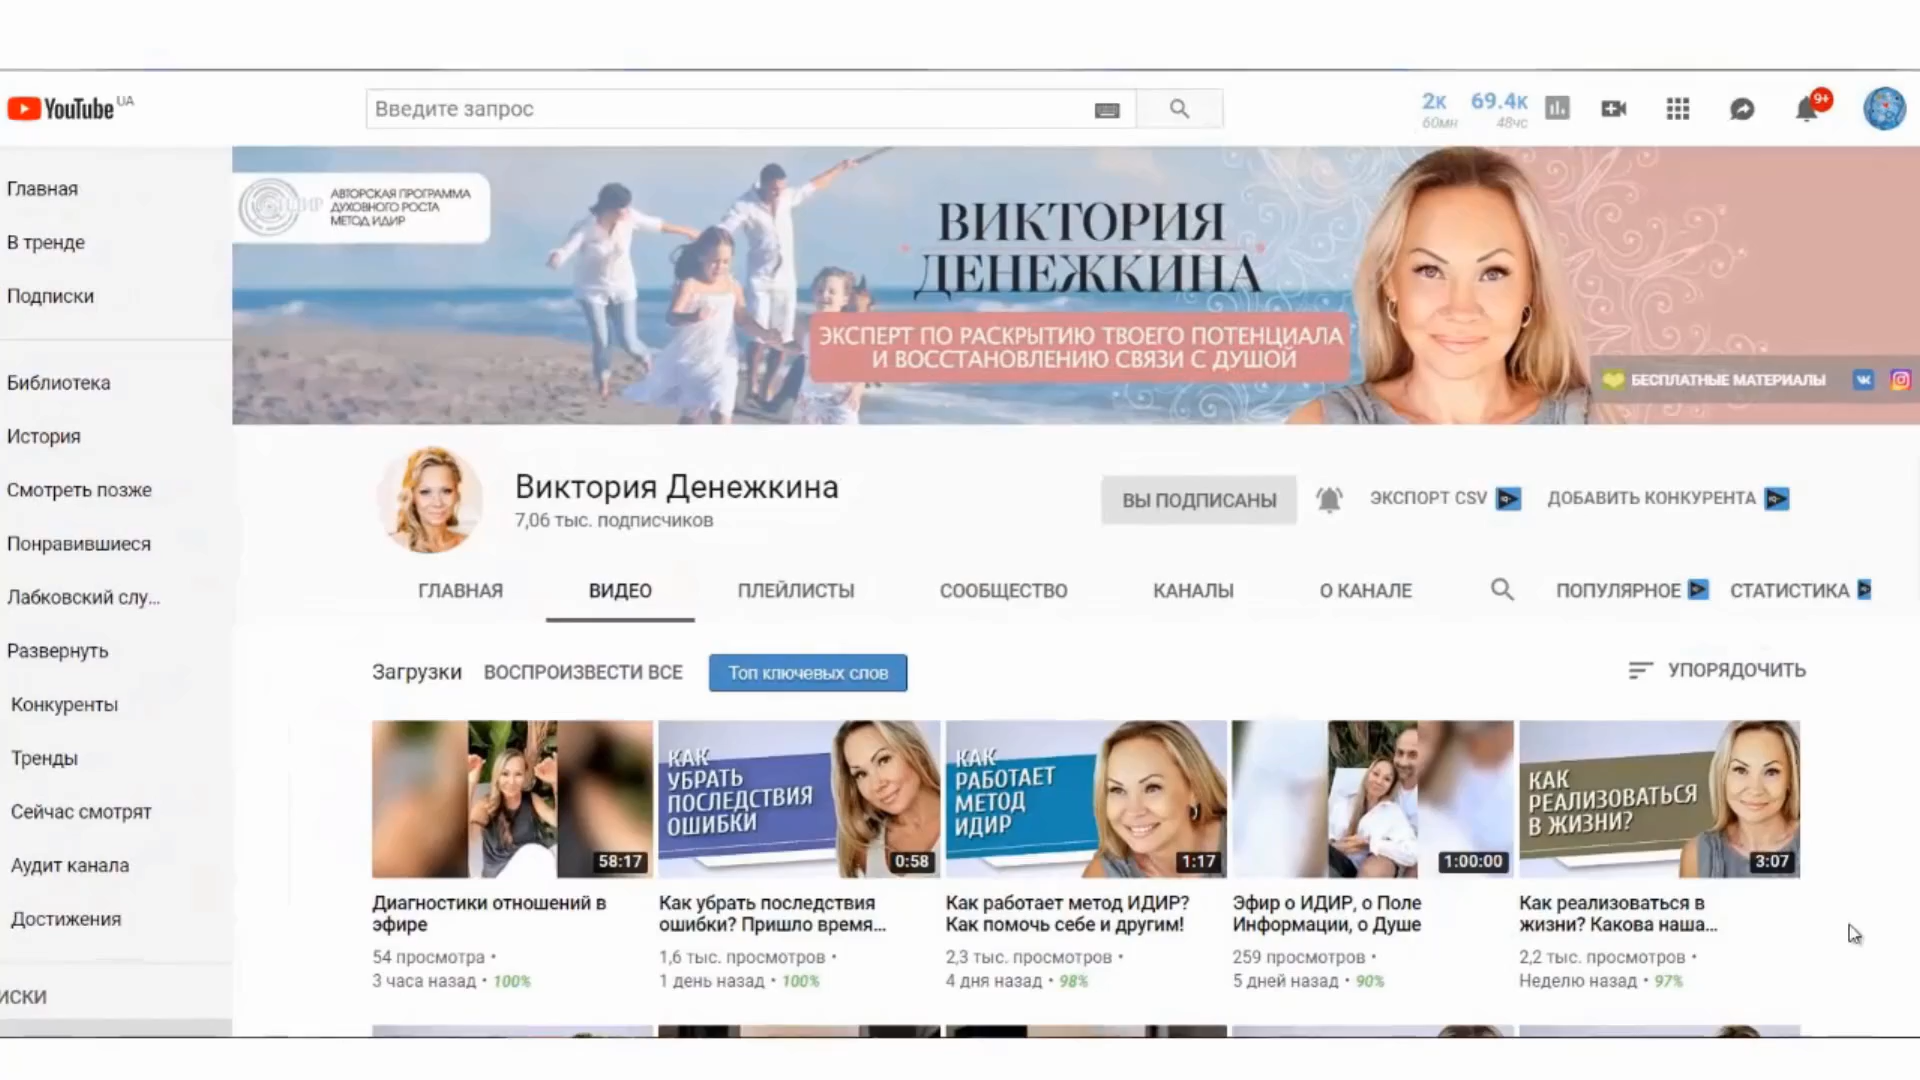 YouTube UA
Введите запрос
2к 69.4к
60мн 48чс
9+
Главная
В тренде
Подписки
Библиотека
История
Смотреть позже
Понравившиеся
Лабковский слу...
Развернуть
Конкуренты
Тренды
Сейчас смотрят
Аудит канала
Достижения
ИСКИ
АВТОРСКАЯ ПРОГРАММА
ДУХОВНОГО РОСТА
МЕТОД ИДИР
ВИКТОРИЯ
ДЕНЕЖКИНА
ЭКСПЕРТ ПО РАСКРЫТИЮ ТВОЕГО ПОТЕНЦИАЛА
И ВОССТАНОВЛЕНИЮ СВЯЗИ С ДУШОЙ
БЕСПЛАТНЫЕ МАТЕРИАЛЫ
Виктория Денежкина
7,06 тыс. подписчиков
ВЫ ПОДПИСАНЫ
ЭКСПОРТ CSV
ДОБАВИТЬ КОНКУРЕНТА
ГЛАВНАЯ ВИДЕО ПЛЕЙЛИСТЫ СООБЩЕСТВО КАНАЛЫ О КАНАЛЕ ПОПУЛЯРНОЕ СТАТИСТИКА
Загрузки ВОСПРОИЗВЕСТИ ВСЕ Топ ключевых слов УПОРЯДОЧИТЬ
58:17
Диагностики отношений в
эфире
54 просмотра •
3 часа назад • 100%
КАК
УБРАТЬ
ПОСЛЕДСТВИЯ
ОШИБКИ
0:58
Как убрать последствия
ошибки? Пришло время...
1,6 тыс. просмотров •
1 день назад • 100%
КАК
РАБОТАЕТ
МЕТОД
ИДИР
1:17
Как работает метод ИДИР?
Как помочь себе и другим!
2,3 тыс. просмотров •
4 дня назад • 98%
1:00:00
Эфир о ИДИР, о Поле
Информации, о Душе
259 просмотров •
5 дней назад • 90%
КАК
РЕАЛИЗОВАТЬСЯ
В ЖИЗНИ?
3:07
Как реализоваться в
жизни? Какова наша...
2,2 тыс. просмотров •
Неделю назад • 97%